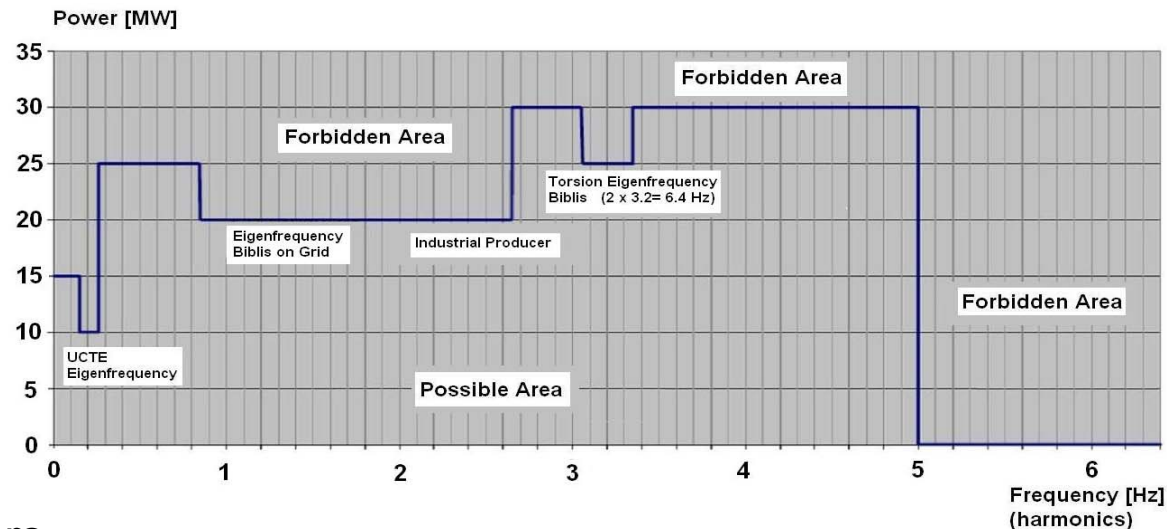 Power [MW]
35
30
25
20
15
10
5
0
Forbidden Area
Forbidden Area
Torsion Eigenfrequency
Biblis (2 x 3.2= 6.4 Hz)
Eigenfrequency
Biblis on Grid
Industrial Producer
Forbidden Area
UCTE
Eigenfrequency
Possible Area
0 1 2 3 4 5 6
Frequency [Hz]
(harmonics)